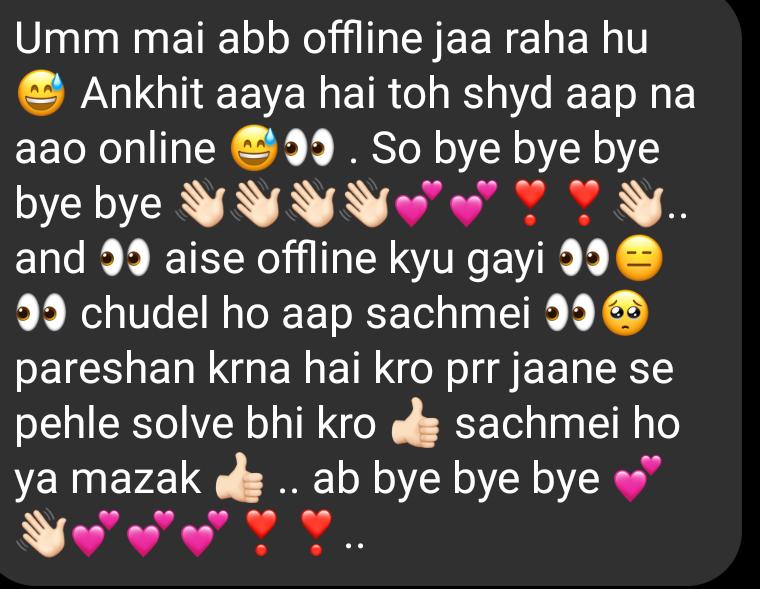 Umm mai abb offline jaa raha hu
😅 Ankhit aaya hai toh shyd aap na
aao online 😅👀 . So bye bye bye
bye bye 👋🏻👋🏻👋🏻👋🏻💕💕❣️❣️👋🏻..
and 👀 aise offline kyu gayi 👀😑
👀 chudel ho aap sachmei 👀🥺
pareshan krna hai kro prr jaane se
pehle solve bhi kro 👍🏻 sachmei ho
ya mazak 👍🏻 .. ab bye bye bye 💕
👋🏻💕💕💕❣️❣️..